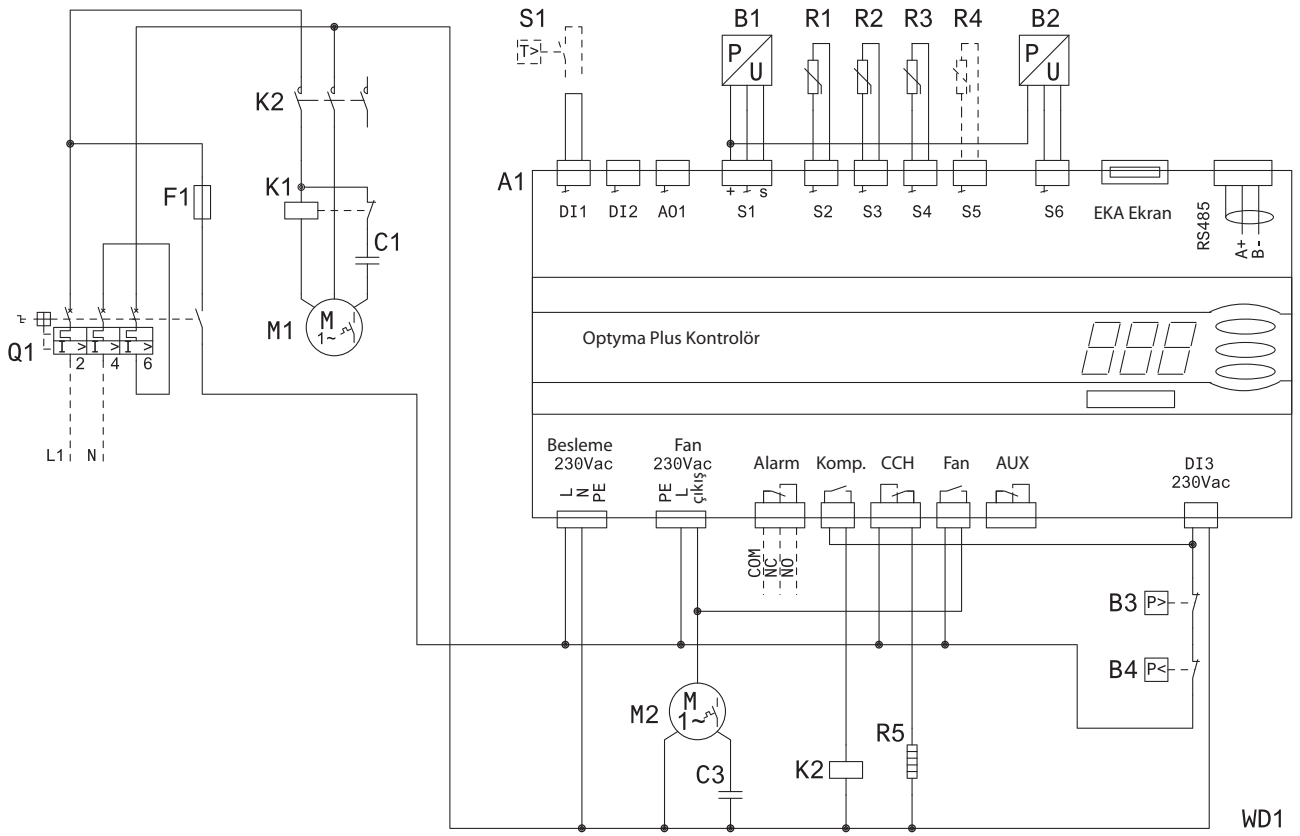 S1 B1 R1 R2 R3 R4 B2
T> P U P U
K2
A1
K1
F1
C1
+ s
DI1 DI2 AO1 S1 S2 S3 S4 S5 S6 EKA Ekran
RS485
A+
B-
M1
M
1~
Q1
I > I > I >
2 4 6
L1 N
Optyma Plus Kontrolör
Besleme
230Vac
L
N
PE
Fan
230Vac
PE
L
çıkış
Alarm Komp. CCH Fan AUX
DI3
230Vac
COM
NC
NO
B3 P>
B4 P<
M2
M
1~
C3
K2
R5
WD1